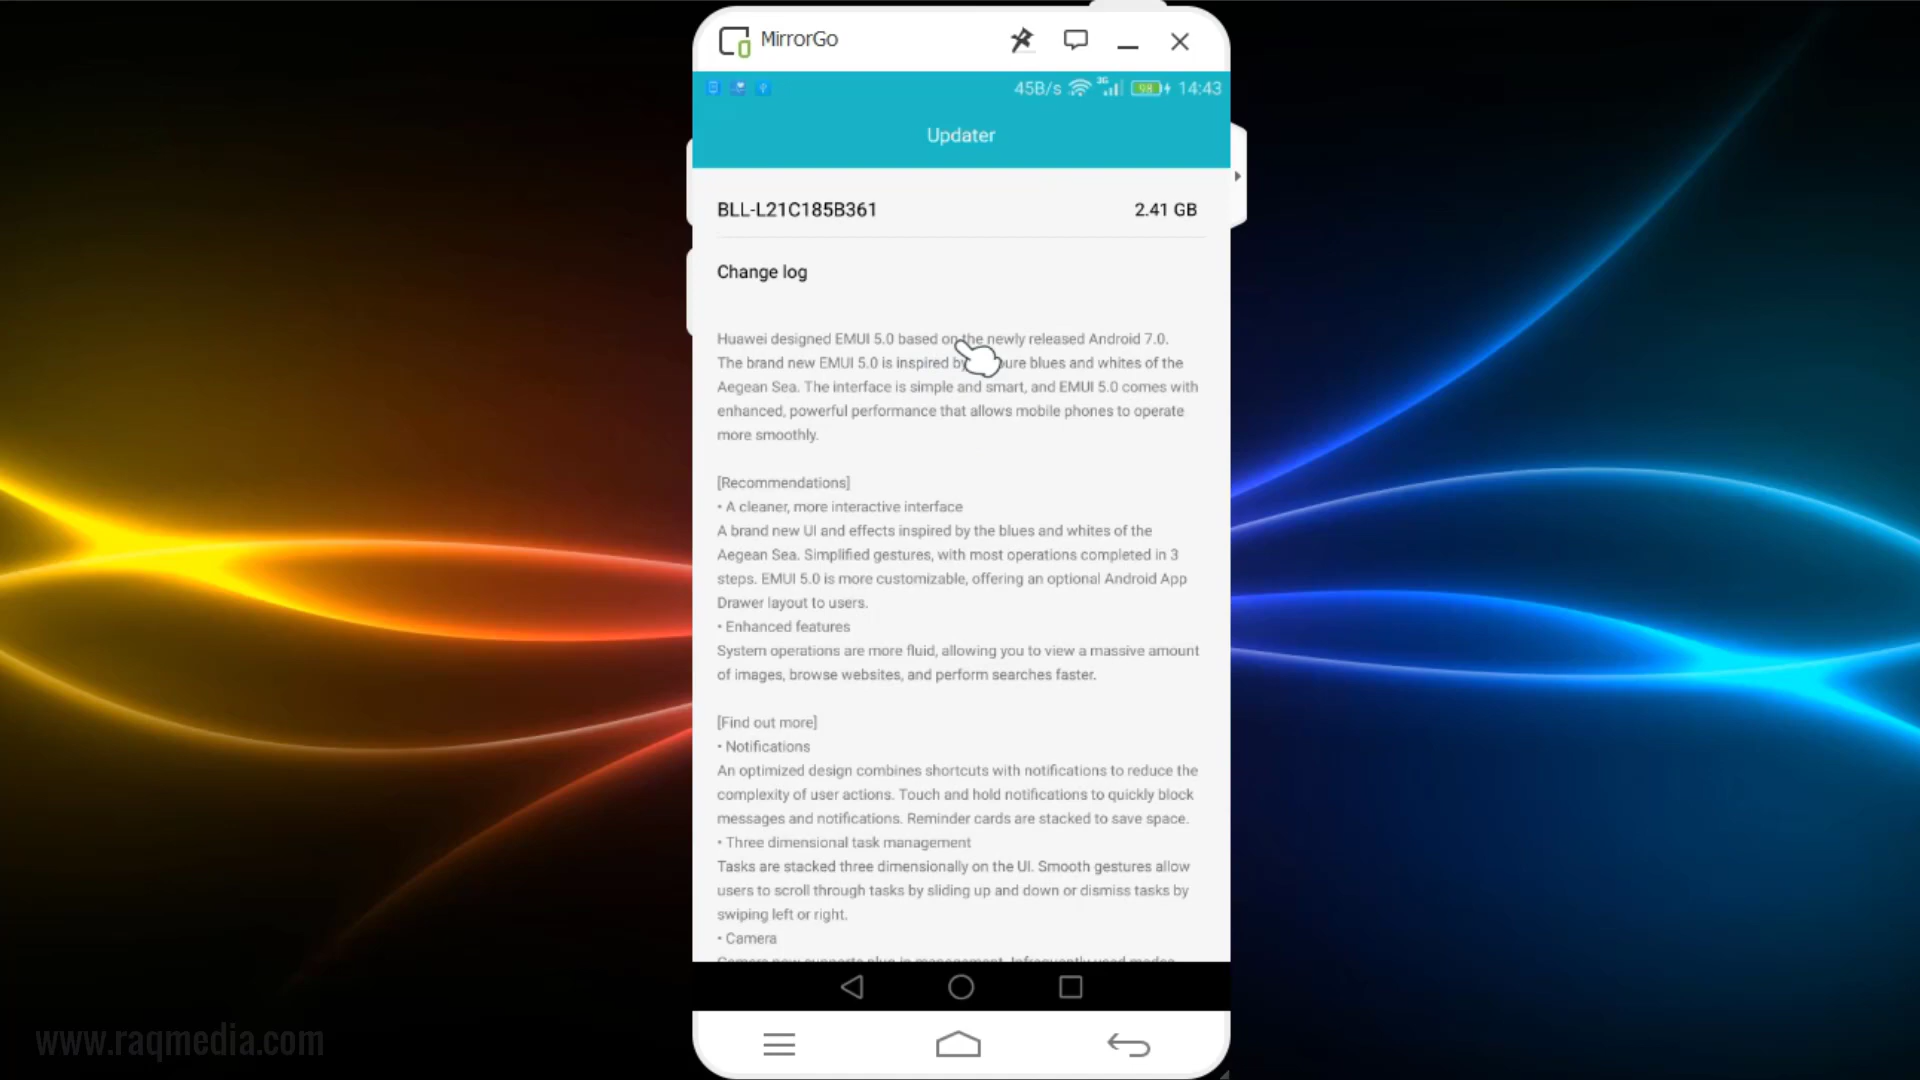 MirrorGo
45B/s 3G 98 14:43
Updater
BLL-L21C185B361 2.41 GB
Change log
Huawei designed EMUI 5.0 based on the newly released Android 7.0.
The brand new EMUI 5.0 is inspired by ure blues and whites of the
Aegean Sea. The interface is simple and smart, and EMUI 5.0 comes with
enhanced, powerful performance that allows mobile phones to operate
more smoothly.
[Recommendations]
• A cleaner, more interactive interface
A brand new UI and effects inspired by the blues and whites of the
Aegean Sea. Simplified gestures, with most operations completed in 3
steps. EMUI 5.0 is more customizable, offering an optional Android App
Drawer layout to users.
• Enhanced features
System operations are more fluid, allowing you to view a massive amount
of images, browse websites, and perform searches faster.
[Find out more]
• Notifications
An optimized design combines shortcuts with notifications to reduce the
complexity of user actions. Touch and hold notifications to quickly block
messages and notifications. Reminder cards are stacked to save space.
• Three dimensional task management
Tasks are stacked three dimensionally on the UI. Smooth gestures allow
users to scroll through tasks by sliding up and down or dismiss tasks by
swiping left or right.
• Camera
www.raqmedia.com